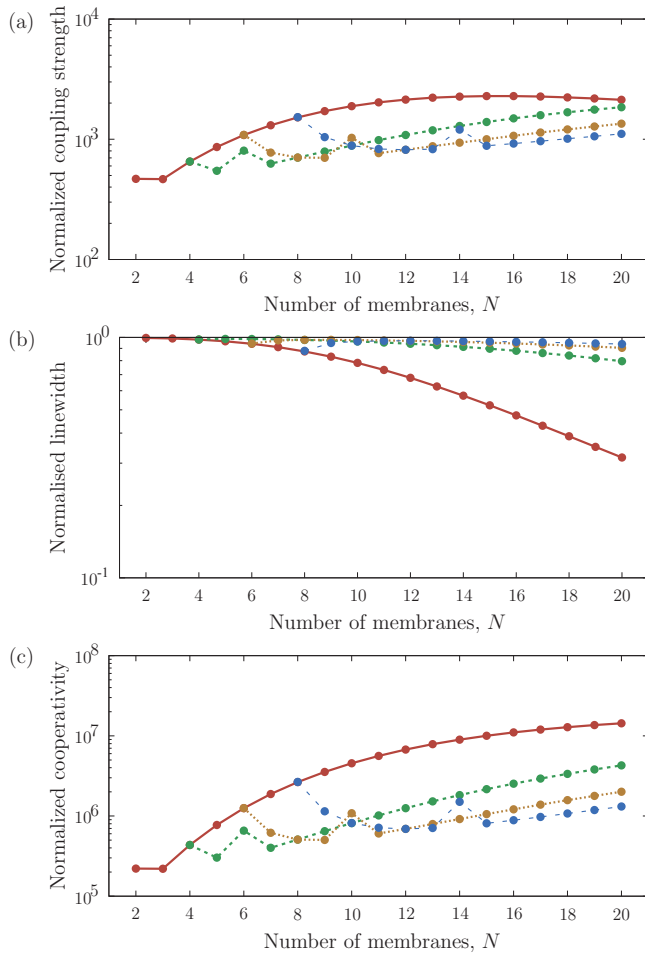 (a)
Normalized coupling strength
10^4
10^3
10^2
2 4 6 8 10 12 14 16 18 20
Number of membranes, N
(b)
Normalised linewidth
10^0
10^-1
2 4 6 8 10 12 14 16 18 20
Number of membranes, N
(c)
Normalized cooperativity
10^8
10^7
10^6
10^5
2 4 6 8 10 12 14 16 18 20
Number of membranes, N